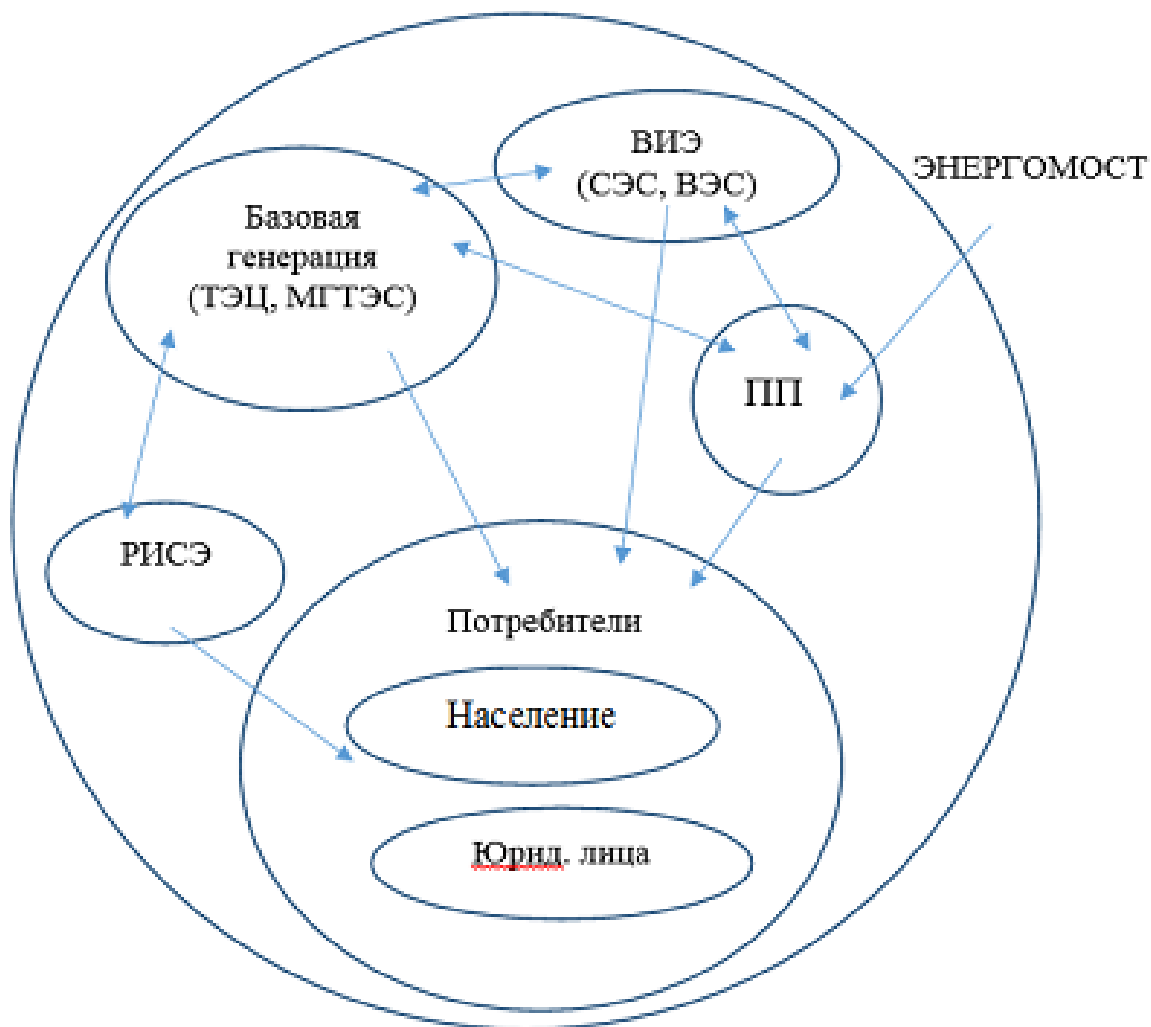 ВИЭ
(СЭС, ВЭС)
ЭНЕРГОМОСТ
Базовая
генерация
(ТЭЦ, МГТЭС)
ПП
РИСЭ
Потребители
Население
Юрид. лица